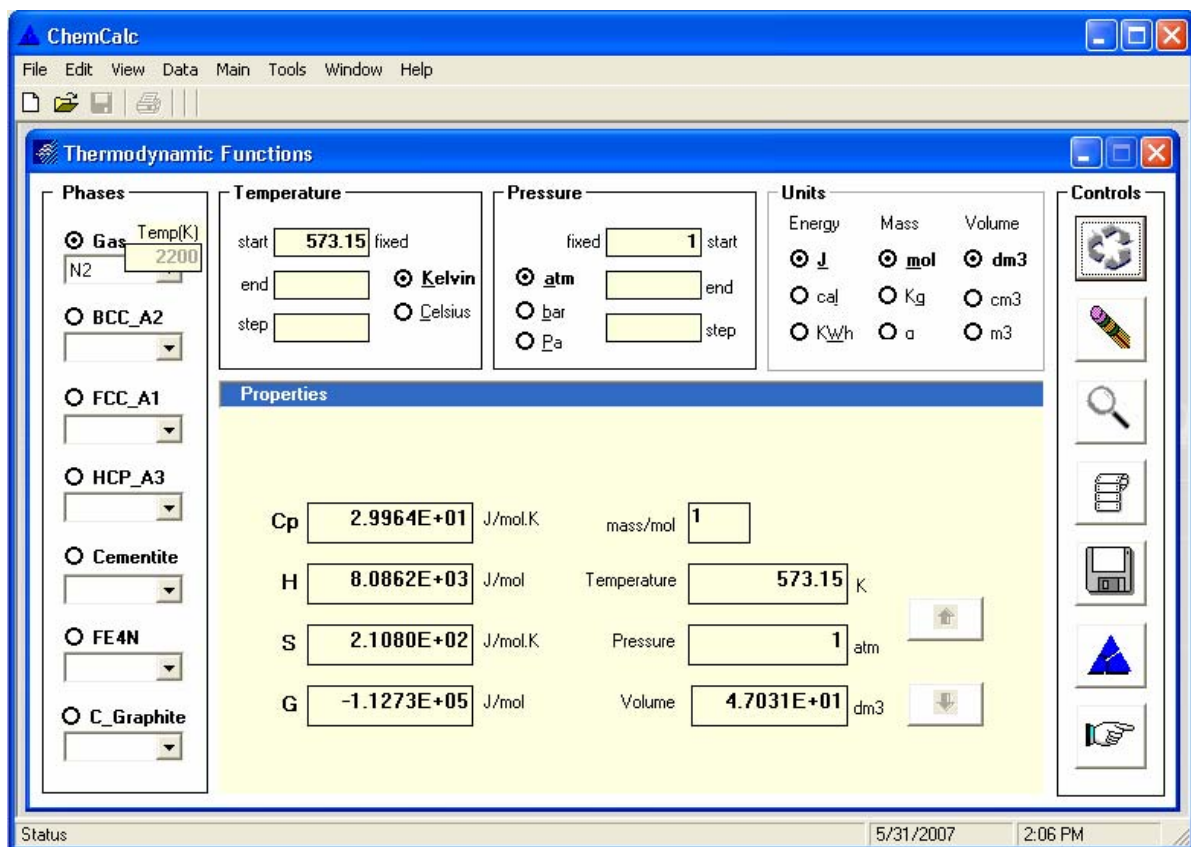 ChemCalc
File Edit View Data Main Tools Window Help
Thermodynamic Functions
Phases
Gas
Temp(K)
2200
N2
BCC_A2
FCC_A1
HCP_A3
Cementite
FE4N
C_Graphite
Temperature
start 573.15 fixed
end
step
Kelvin
Celsius
Pressure
fixed 1 start
end
step
atm
bar
Pa
Units
Energy Mass Volume
J mol dm3
cal Kg cm3
KWh g m3
Controls
Properties
Cp 2.9964E+01 J/mol.K mass/mol 1
H 8.0862E+03 J/mol Temperature 573.15 K
S 2.1080E+02 J/mol.K Pressure 1 atm
G -1.1273E+05 J/mol Volume 4.7031E+01 dm3
Status 5/31/2007 2:06 PM